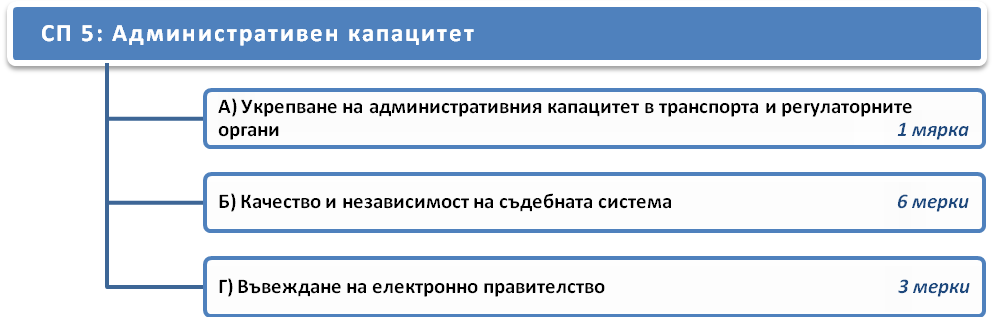 СП 5: Административен капацитет
А) Укрепване на административния капацитет в транспорта и регулаторните
органи 1 мярка
Б) Качество и независимост на съдебната система 6 мерки
Г) Въвеждане на електронно правителство 3 мерки